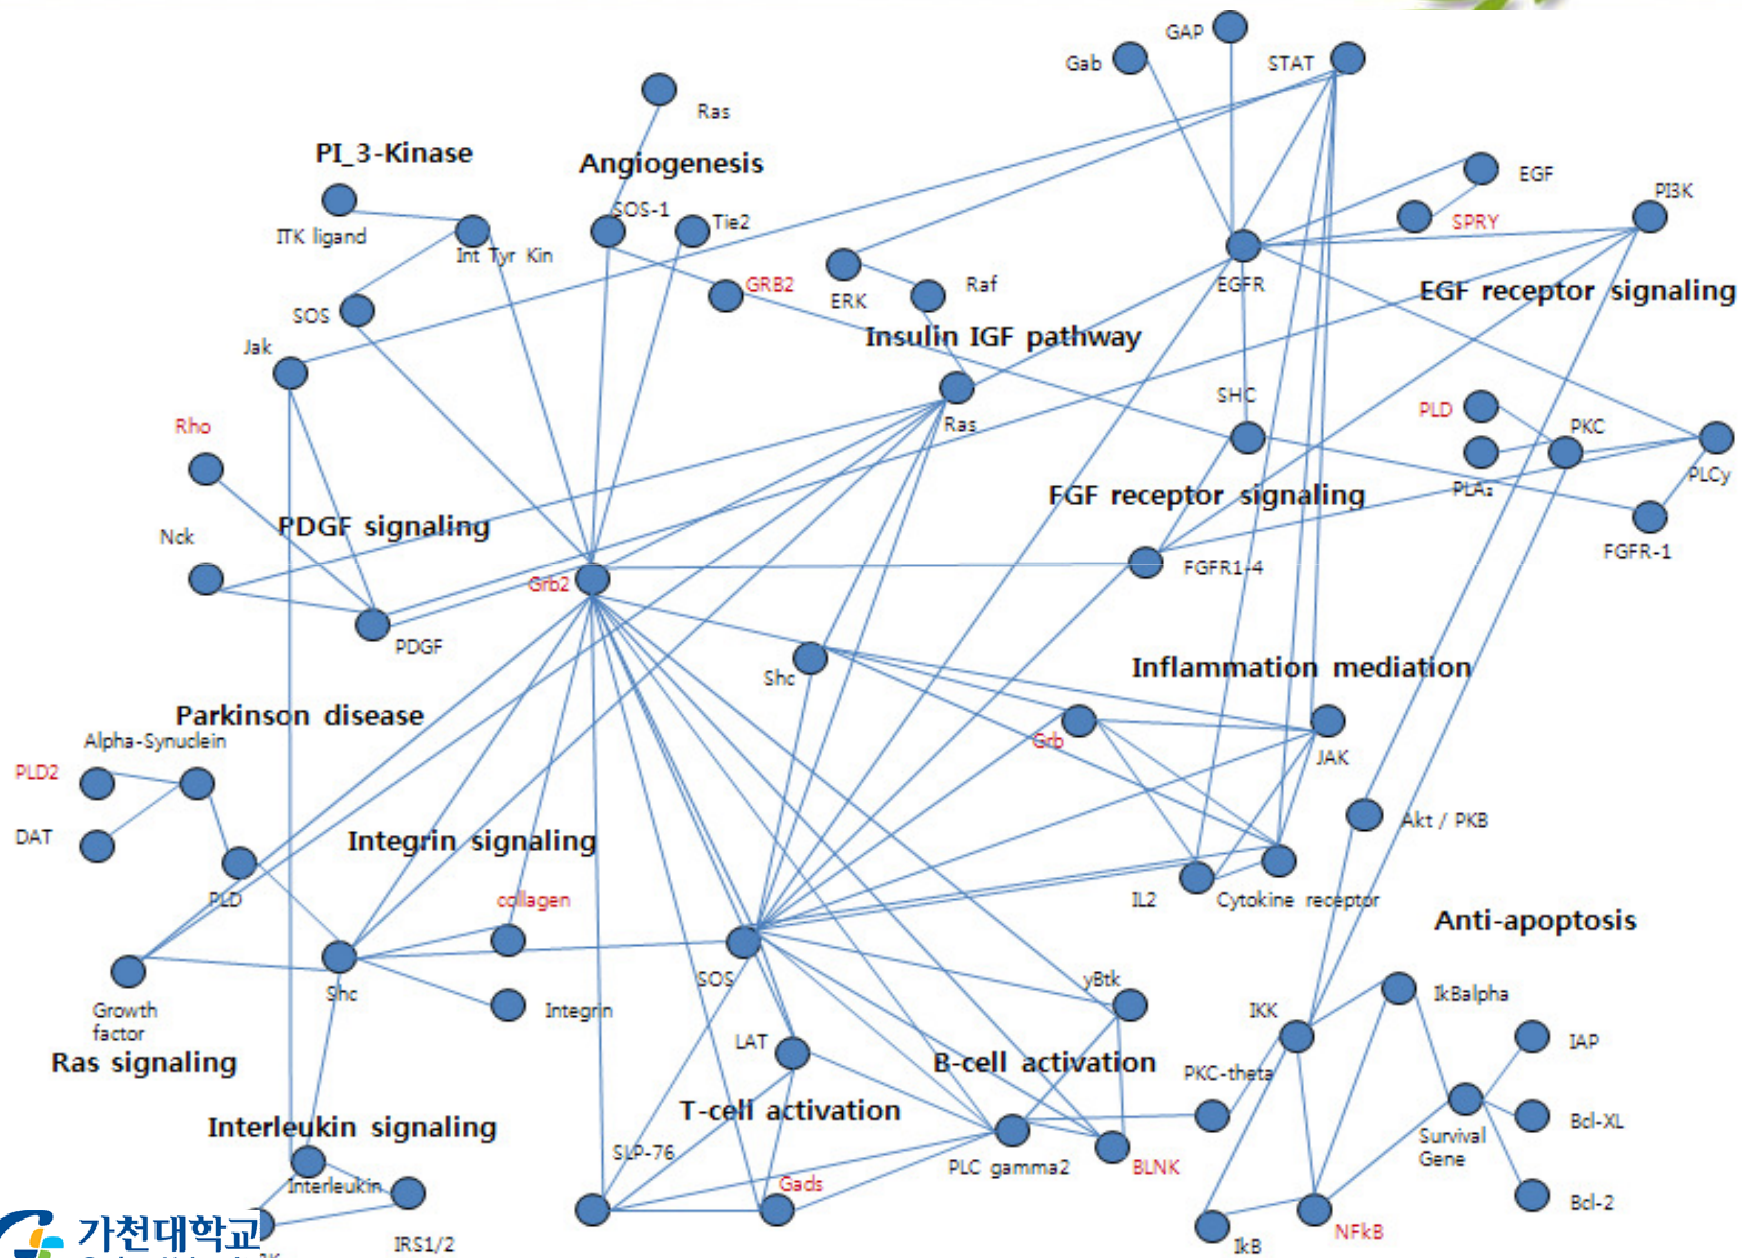 GAP
Gab
STAT
Ras
PI_3-Kinase
Angiogenesis
EGF
PI3K
SOS-1
Tie2
SPRY
ITK ligand
Int Tyr Kin
EGFR
GRB2
Raf
ERK
EGF receptor signaling
SOS
Insulin IGF pathway
Jak
SHC
PLD
Rho
Ras
PKC
PLCy
PLA₂
FGF receptor signaling
PDGF signaling
Nck
FGFR-1
FGFR1-4
Grb2
PDGF
Shc
Inflammation mediation
Parkinson disease
Alpha-Synuclein
Grb
JAK
PLD2
DAT
Akt / PKB
Integrin signaling
PLD
collagen
IL2
Cytokine receptor
Anti-apoptosis
SOS
yBtk
Shc
IkBalpha
Growth
factor
Integrin
IKK
LAT
IAP
Ras signaling
B-cell activation
PKC-theta
T-cell activation
Interleukin signaling
Bcl-XL
Survival
Gene
SLP-76
PLC gamma2
BLNK
Interleukin
Gads
Bcl-2
가천대학교
IRS1/2
IkB
NFkB